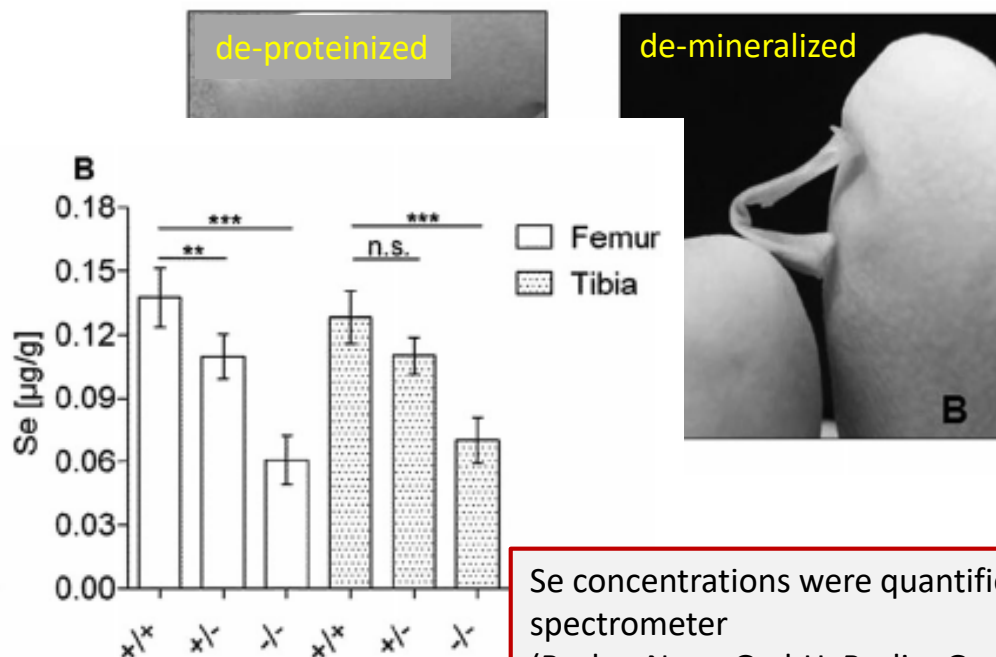 de-proteinized
de-mineralized
B
0.18
0.15
0.12
0.09
0.06
0.03
0.00
Se [µg/g]
***
**
***
n.s.
Femur
Tibia
+/+ +/- -/- +/+ +/- -/-
B
Se concentrations were quantifie
spectrometer